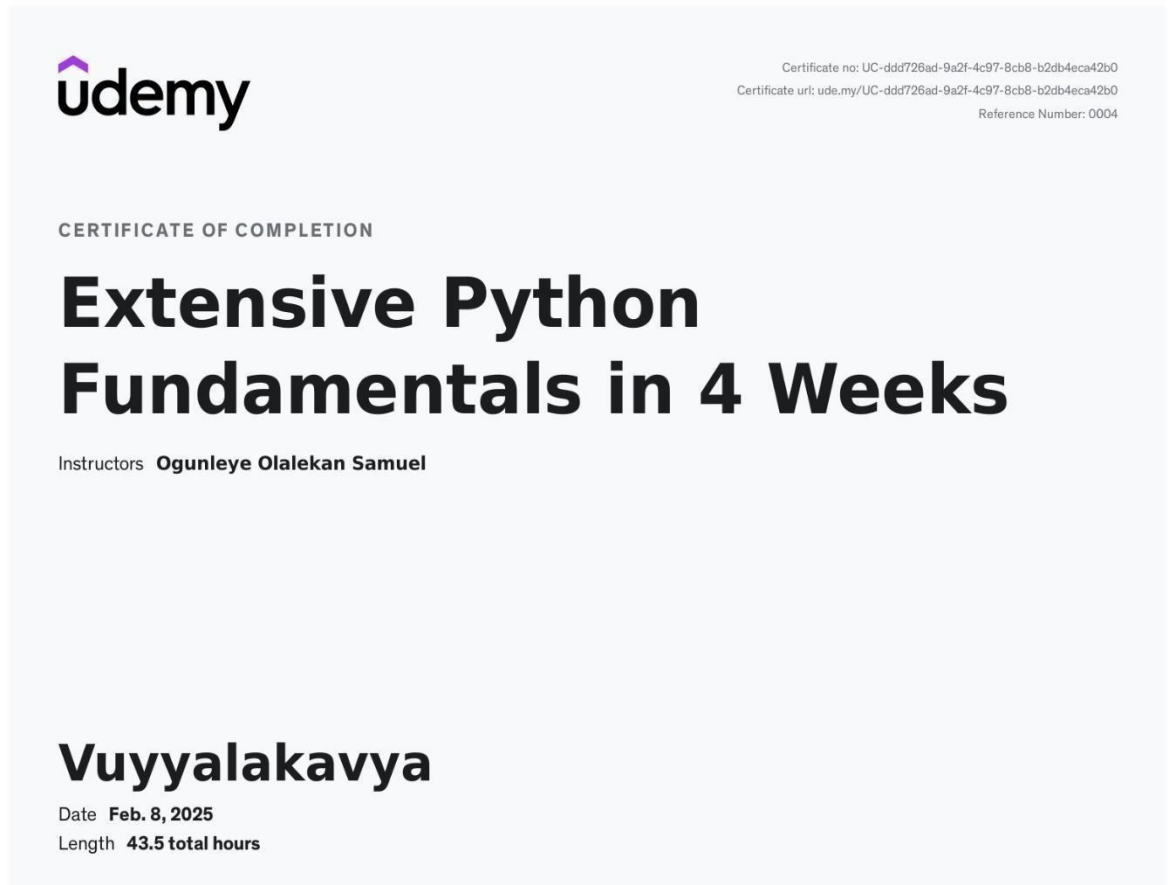 udemy
Certificate no: UC-ddd726ad-9a2f-4c97-8cb8-b2db4eca42b0
Certificate url: ude.my/UC-ddd726ad-9a2f-4c97-8cb8-b2db4eca42b0
Reference Number: 0004
CERTIFICATE OF COMPLETION
Extensive Python
Fundamentals in 4 Weeks
Instructors Ogunleye Olalekan Samuel
Vuyyalakavya
Date Feb. 8, 2025
Length 43.5 total hours